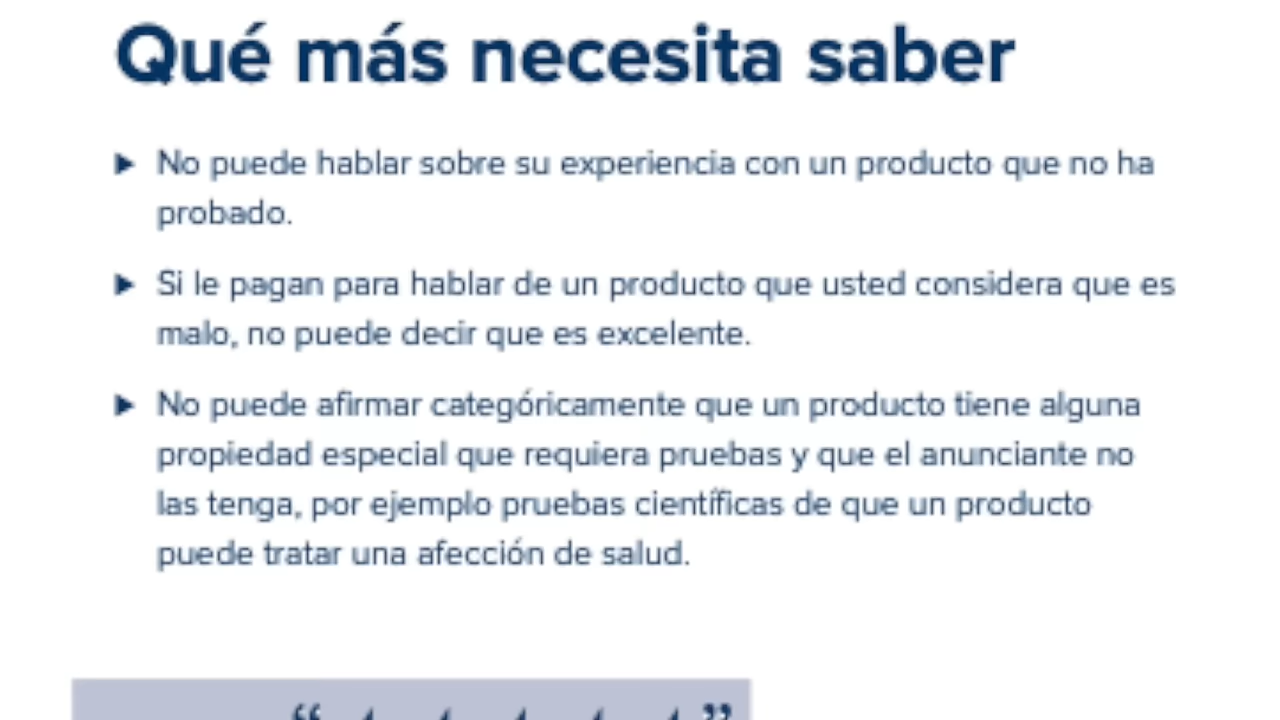 Qué más necesita saber
▶ No puede hablar sobre su experiencia con un producto que no ha
probado.
▶ Si le pagan para hablar de un producto que usted considera que es
malo, no puede decir que es excelente.
▶ No puede afirmar categóricamente que un producto tiene alguna
propiedad especial que requiera pruebas y que el anunciante no
las tenga, por ejemplo pruebas científicas de que un producto
puede tratar una afección de salud.